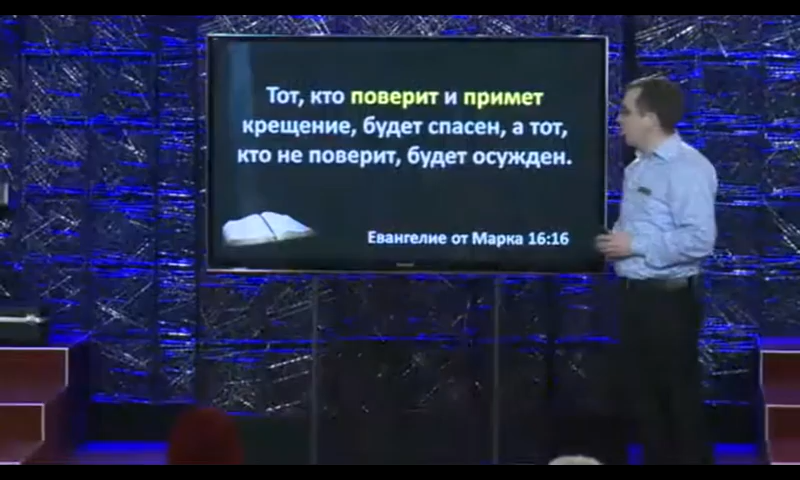 Тот, кто поверит и примет
крещение, будет спасен, а тот,
кто не поверит, будет осужден.
Евангелие от Марка 16:16